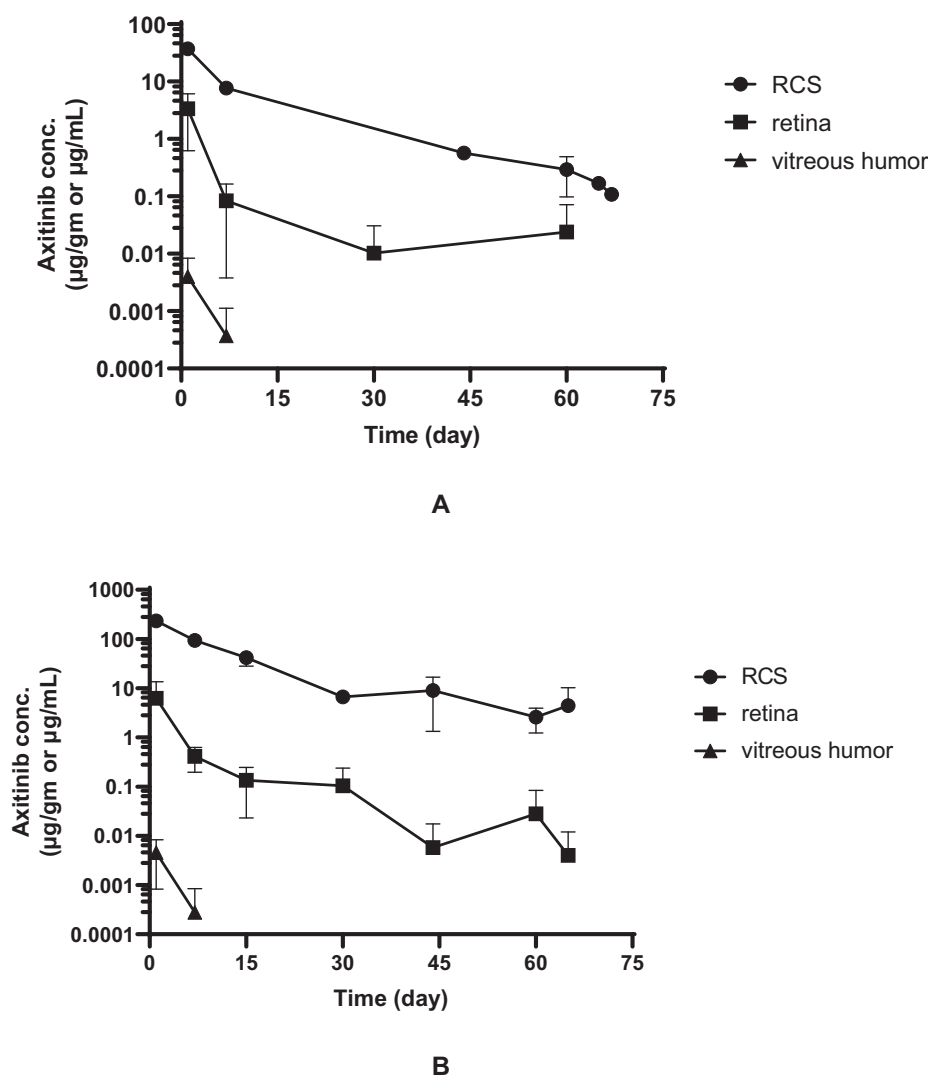 100
10
1
0.1
0.01
0.001
0.0001
Axitinib conc.
(µg/gm or µg/mL)
0 15 30 45 60 75
Time (day)
RCS
retina
vitreous humor
A
1000
100
10
1
0.1
0.01
0.001
0.0001
Axitinib conc.
(µg/gm or µg/mL)
0 15 30 45 60 75
Time (day)
RCS
retina
vitreous humor
B